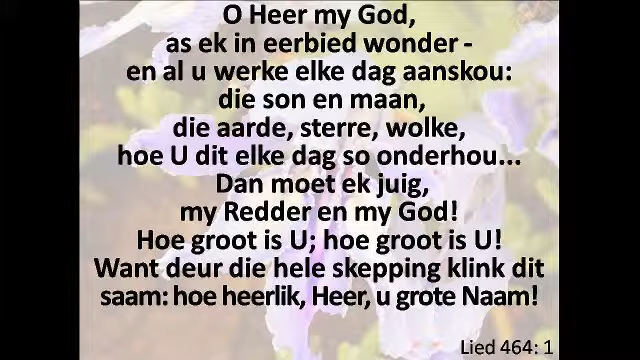 O Heer my God,
as ek in eerbied wonder -
en al u werke elke dag aanskou:
die son en maan,
die aarde, sterre, wolke,
hoe U dit elke dag so onderhou...
Dan moet ek juig,
my Redder en my God!
Hoe groot is U; hoe groot is U!
Want deur die hele skepping klink dit
saam: hoe heerlik, Heer, u grote Naam!
Lied 464: 1